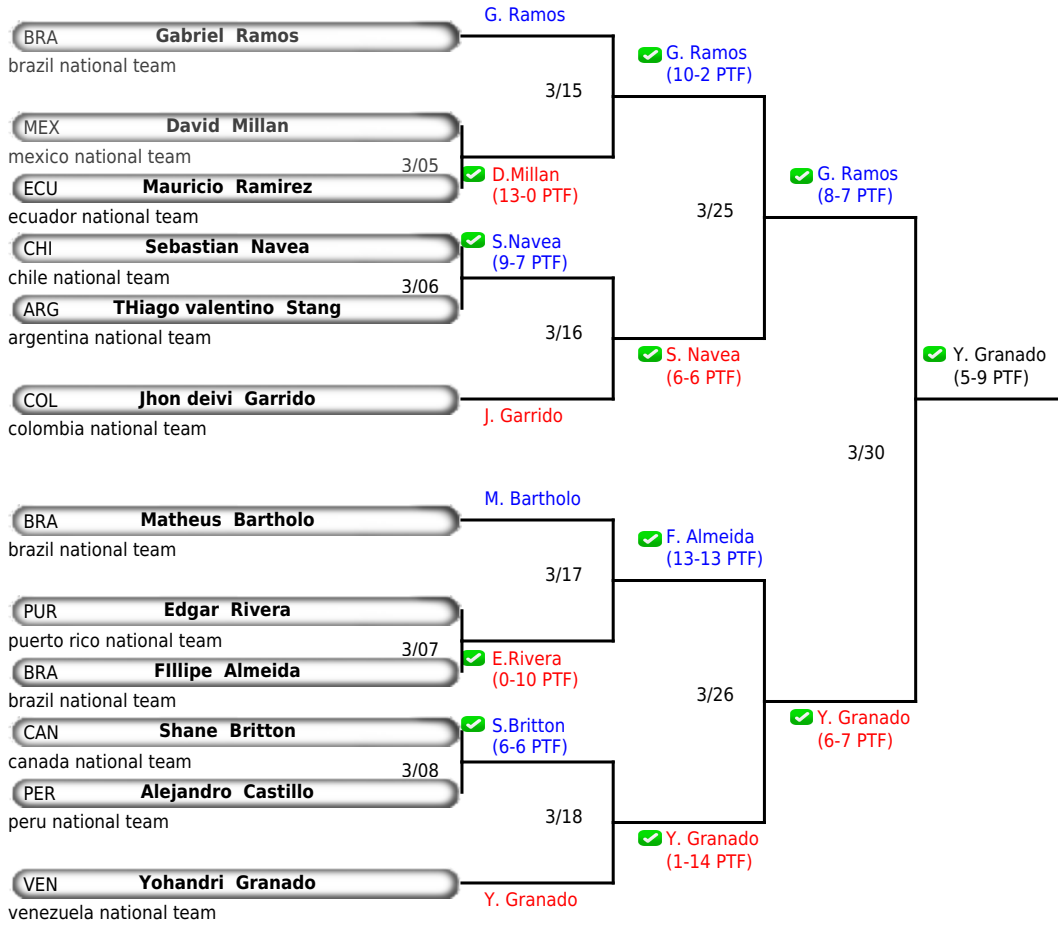 G. Ramos
BRA Gabriel Ramos
brazil national team
G. Ramos
(10-2 PTF)
3/15
MEX David Millan
mexico national team
3/05
D.Millan
(13-0 PTF)
ECU Mauricio Ramirez
ecuador national team
G. Ramos
(8-7 PTF)
3/25
CHI Sebastian Navea
chile national team
S.Navea
(9-7 PTF)
3/06
ARG THiago valentino Stang
argentina national team
3/16
S. Navea
(6-6 PTF)
Y. Granado
(5-9 PTF)
COL Jhon deivi Garrido
colombia national team
J. Garrido
3/30
M. Bartholo
BRA Matheus Bartholo
brazil national team
F. Almeida
(13-13 PTF)
3/17
PUR Edgar Rivera
puerto rico national team
3/07
E.Rivera
(0-10 PTF)
BRA FIllipe Almeida
brazil national team
3/26
CAN Shane Britton
canada national team
S.Britton
(6-6 PTF)
Y. Granado
(6-7 PTF)
3/08
PER Alejandro Castillo
peru national team
3/18
Y. Granado
(1-14 PTF)
VEN Yohandri Granado
venezuela national team
Y. Granado